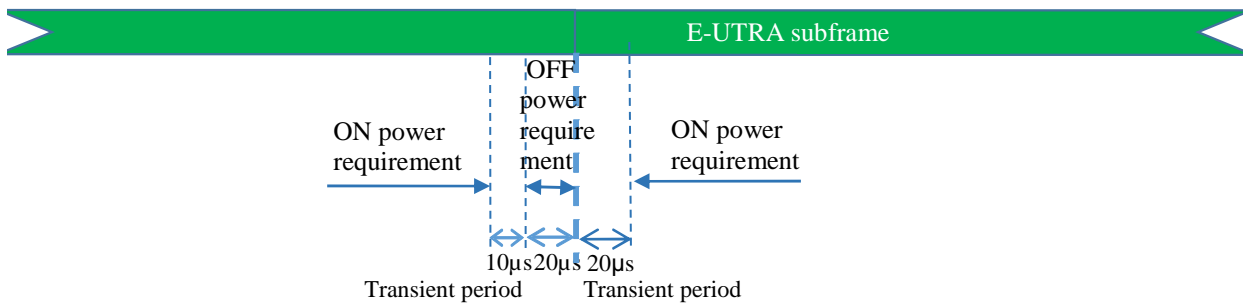 E-UTRA subframe
OFF
power
require
ment
ON power
requirement
ON power
requirement
10µs
20µs
20µs
Transient period
Transient period